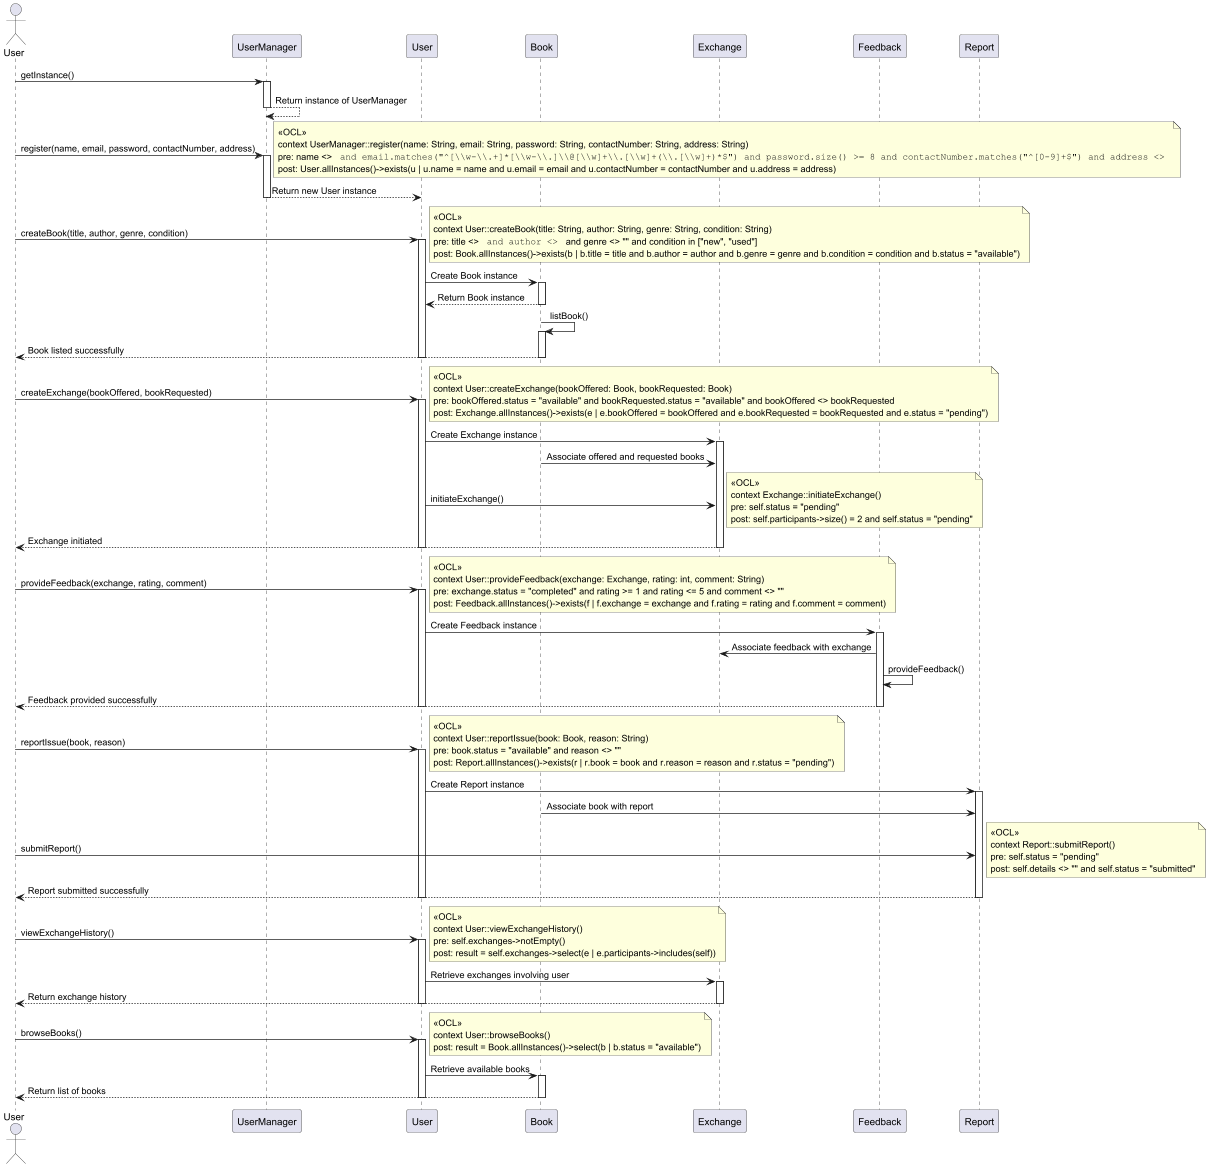 User
UserManager
User
Book
Exchange
Feedback
Report
getInstance()
Return instance of UserManager
«OCL»
context UserManager::register(name: String, email: String, password: String, contactNumber: String, address: String)
pre: name <> and email.matches("^[\\w-\\.+]*[\\w-\\.]\\@[\\w]+\\.[\\w]+(\\.[\\w]+)*$") and password.size() >= 8 and contactNumber.matches("^[0-9]+$") and address <>
post: User.allInstances()->exists(u | u.name = name and u.email = email and u.contactNumber = contactNumber and u.address = address)
register(name, email, password, contactNumber, address)
Return new User instance
«OCL»
context User::createBook(title: String, author: String, genre: String, condition: String)
pre: title <> and author <> and genre <> "" and condition in ["new", "used"]
post: Book.allInstances()->exists(b | b.title = title and b.author = author and b.genre = genre and b.condition = condition and b.status = "available")
createBook(title, author, genre, condition)
Create Book instance
Return Book instance
listBook()
Book listed successfully
«OCL»
context User::createExchange(bookOffered: Book, bookRequested: Book)
pre: bookOffered.status = "available" and bookRequested.status = "available" and bookOffered <> bookRequested
post: Exchange.allInstances()->exists(e | e.bookOffered = bookOffered and e.bookRequested = bookRequested and e.status = "pending")
createExchange(bookOffered, bookRequested)
Create Exchange instance
Associate offered and requested books
«OCL»
context Exchange::initiateExchange()
pre: self.status = "pending"
post: self.participants->size() = 2 and self.status = "pending"
initiateExchange()
Exchange initiated
«OCL»
context User::provideFeedback(exchange: Exchange, rating: int, comment: String)
pre: exchange.status = "completed" and rating >= 1 and rating <= 5 and comment <> ""
post: Feedback.allInstances()->exists(f | f.exchange = exchange and f.rating = rating and f.comment = comment)
provideFeedback(exchange, rating, comment)
Create Feedback instance
Associate feedback with exchange
provideFeedback()
Feedback provided successfully
«OCL»
context User::reportIssue(book: Book, reason: String)
pre: book.status = "available" and reason <> ""
post: Report.allInstances()->exists(r | r.book = book and r.reason = reason and r.status = "pending")
reportIssue(book, reason)
Create Report instance
Associate book with report
«OCL»
context Report::submitReport()
pre: self.status = "pending"
post: self.details <> "" and self.status = "submitted"
submitReport()
Report submitted successfully
«OCL»
context User::viewExchangeHistory()
pre: self.exchanges->notEmpty()
post: result = self.exchanges->select(e | e.participants->includes(self))
viewExchangeHistory()
Retrieve exchanges involving user
Return exchange history
«OCL»
context User::browseBooks()
post: result = Book.allInstances()->select(b | b.status = "available")
browseBooks()
Retrieve available books
Return list of books
User
UserManager
User
Book
Exchange
Feedback
Report